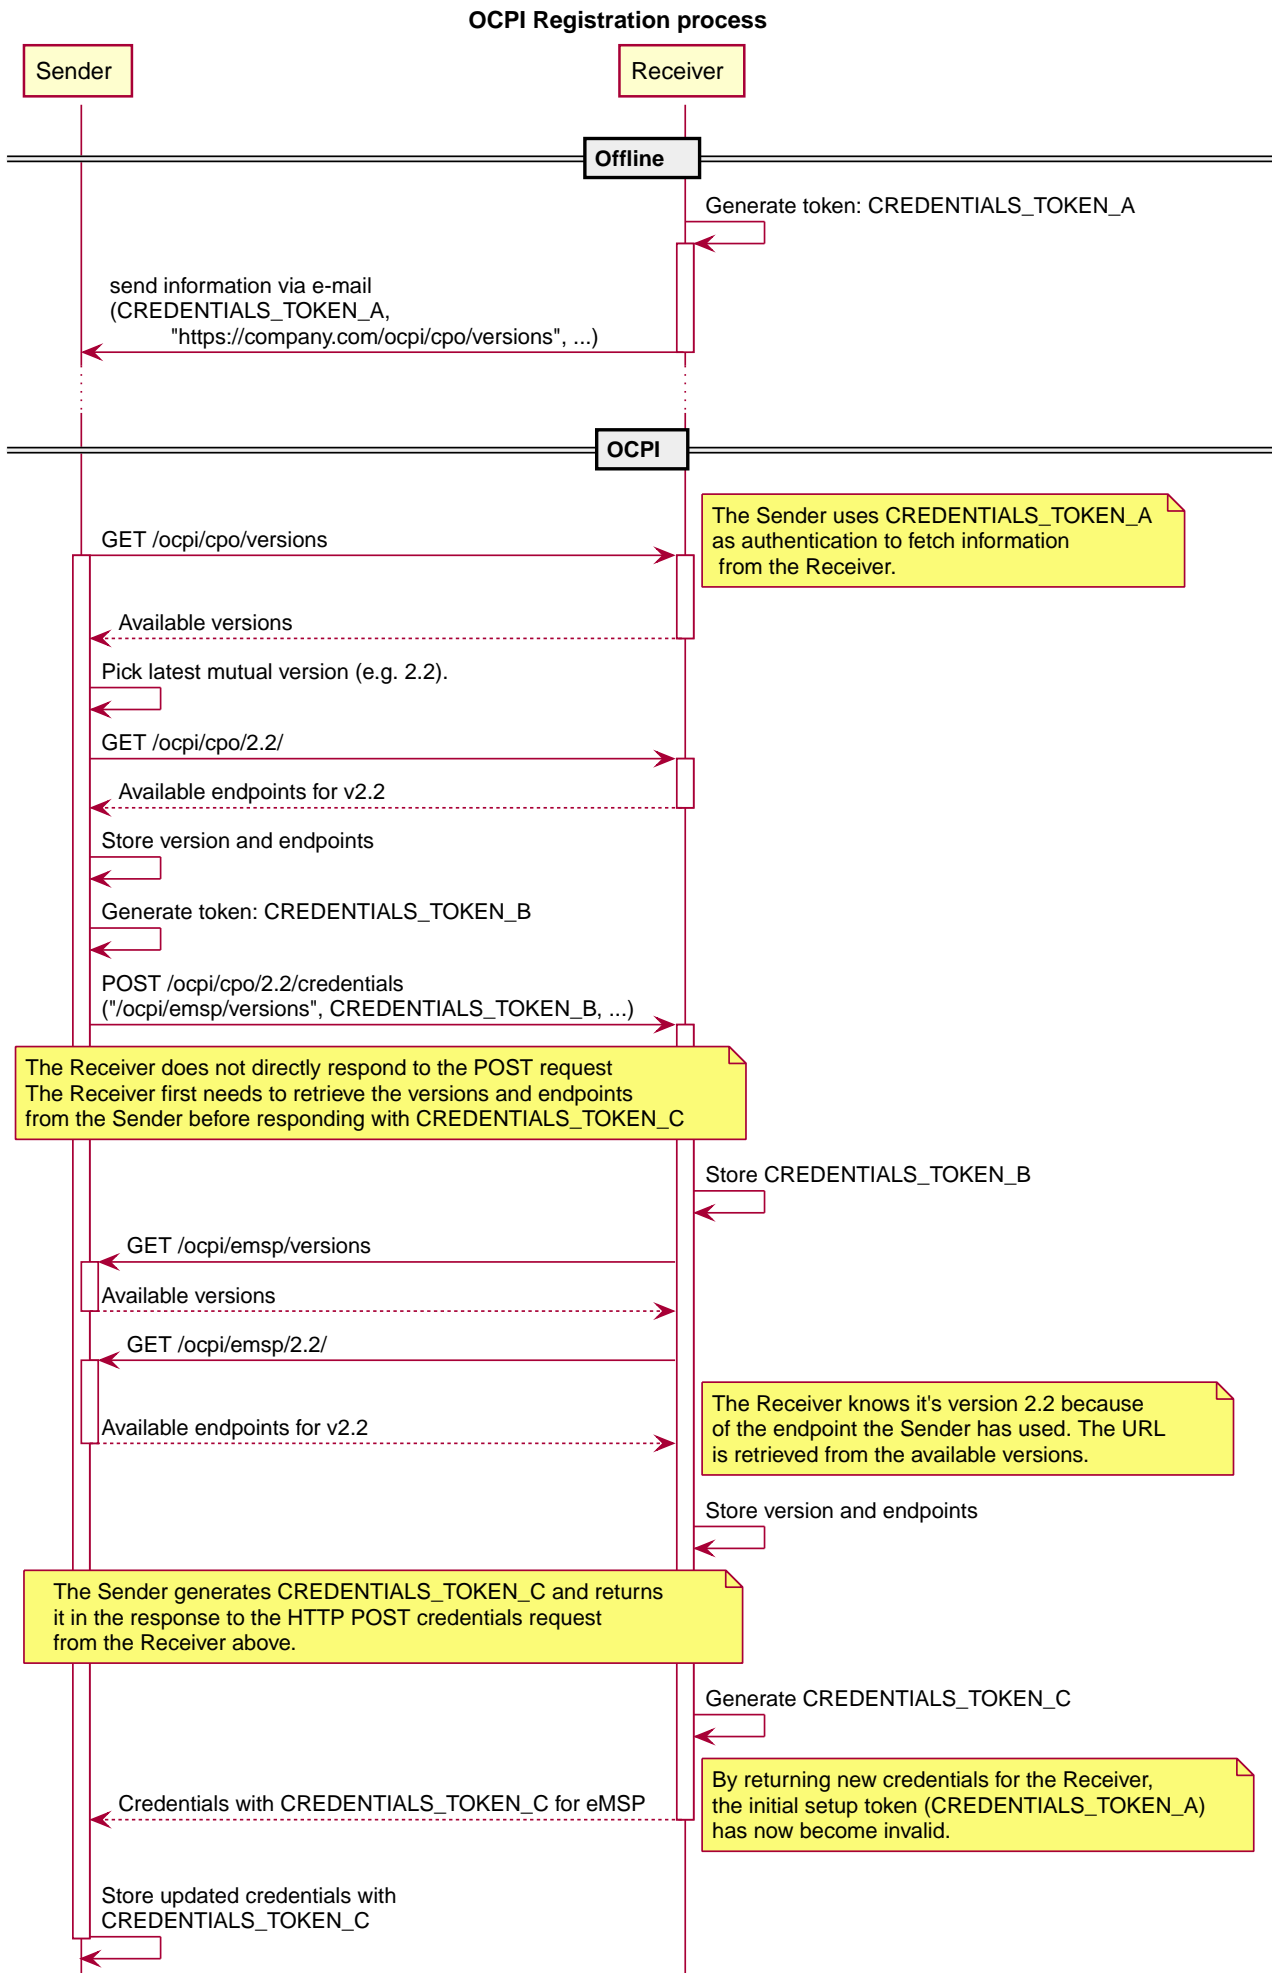 OCPI Registration process
Sender
Receiver
Offline
Generate token: CREDENTIALS_TOKEN_A
send information via e-mail
(CREDENTIALS_TOKEN_A,
"https://company.com/ocpi/cpo/versions", ...)
OCPI
The Sender uses CREDENTIALS_TOKEN_A
as authentication to fetch information
from the Receiver.
GET /ocpi/cpo/versions
Available versions
Pick latest mutual version (e.g. 2.2).
GET /ocpi/cpo/2.2/
Available endpoints for v2.2
Store version and endpoints
Generate token: CREDENTIALS_TOKEN_B
POST /ocpi/cpo/2.2/credentials
("/ocpi/emsp/versions", CREDENTIALS_TOKEN_B, ...)
The Receiver does not directly respond to the POST request
The Receiver first needs to retrieve the versions and endpoints
from the Sender before responding with CREDENTIALS_TOKEN_C
Store CREDENTIALS_TOKEN_B
GET /ocpi/emsp/versions
Available versions
GET /ocpi/emsp/2.2/
The Receiver knows it's version 2.2 because
of the endpoint the Sender has used. The URL
is retrieved from the available versions.
Available endpoints for v2.2
Store version and endpoints
The Sender generates CREDENTIALS_TOKEN_C and returns
it in the response to the HTTP POST credentials request
from the Receiver above.
Generate CREDENTIALS_TOKEN_C
By returning new credentials for the Receiver,
the initial setup token (CREDENTIALS_TOKEN_A)
has now become invalid.
Credentials with CREDENTIALS_TOKEN_C for eMSP
Store updated credentials with
CREDENTIALS_TOKEN_C